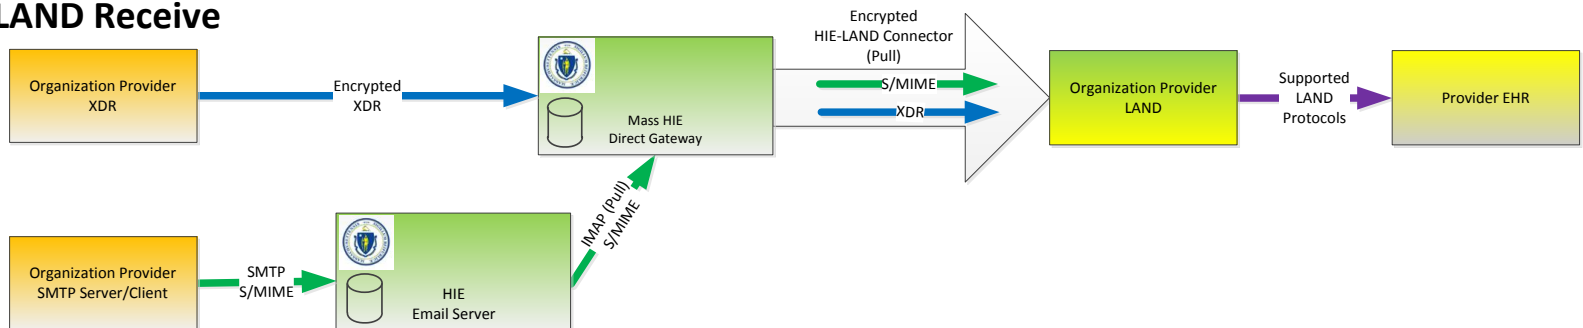 LAND Receive
Organization Provider
XDR
Encrypted
XDR
Mass HIE
Direct Gateway
Encrypted
HIE-LAND Connector
(Pull)
S/MIME
XDR
Organization Provider
LAND
Supported
LAND
Protocols
Provider EHR
IMAP (Pull)
S/MIME
Organization Provider
SMTP Server/Client
SMTP
S/MIME
HIE
Email Server